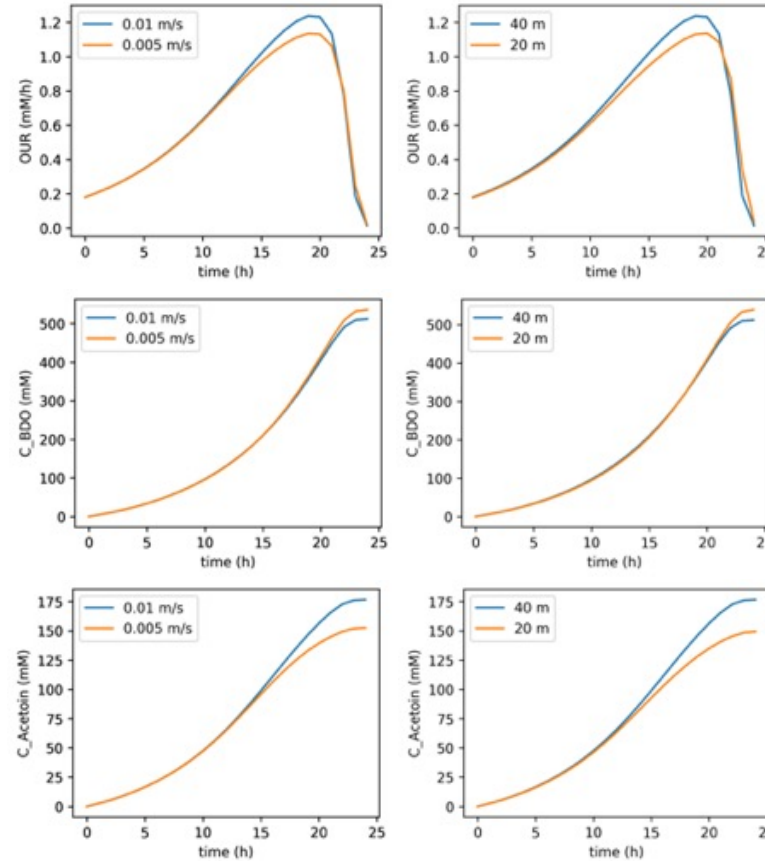 OUR (mM/h)
1.2
1.0
0.8
0.6
0.4
0.2
0.0
0.01 m/s
0.005 m/s
0 5 10 15 20 25
time (h)
OUR (mM/h)
1.2
1.0
0.8
0.6
0.4
0.2
0.0
40 m
20 m
0 5 10 15 20
time (h)
C_BDO (mM)
500
400
300
200
100
0
0.01 m/s
0.005 m/s
0 5 10 15 20 25
time (h)
C_BDO (mM)
500
400
300
200
100
0
40 m
20 m
0 5 10 15 20
time (h)
C_Acetoin (mM)
175
150
125
100
75
50
25
0
0.01 m/s
0.005 m/s
0 5 10 15 20 25
time (h)
C_Acetoin (mM)
175
150
125
100
75
50
25
0
40 m
20 m
0 5 10 15 20
time (h)